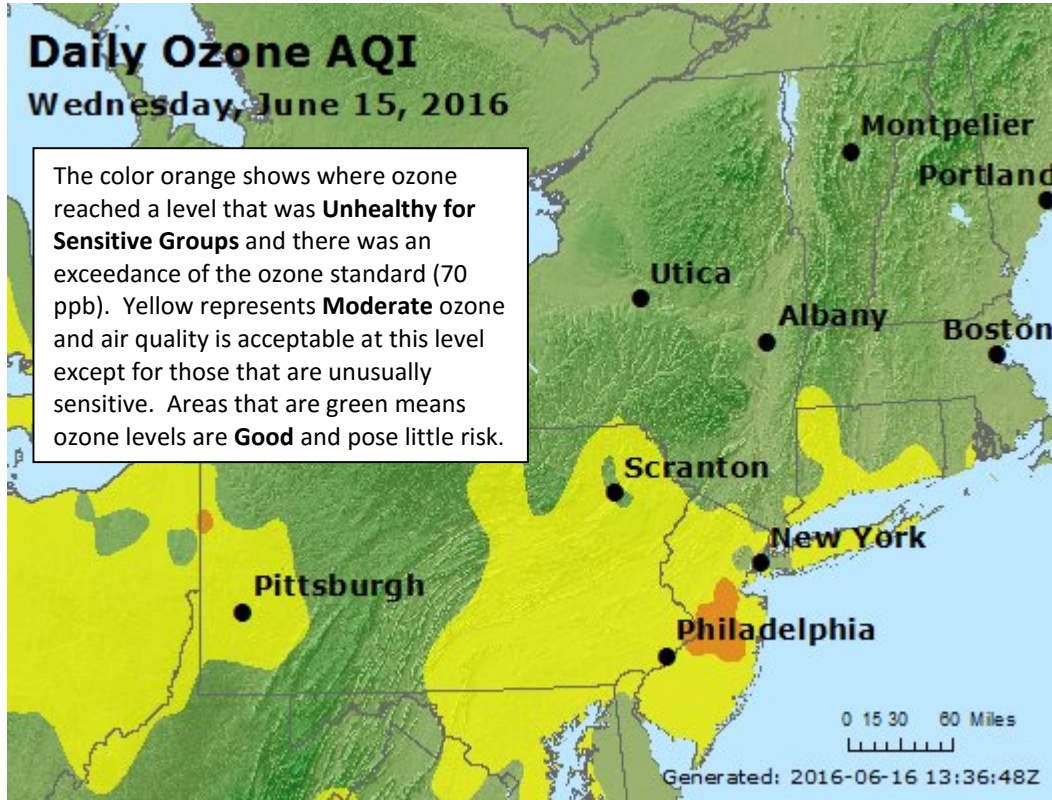 Daily Ozone AQI
Wednesday, June 15, 2016
The color orange shows where ozone
reached a level that was Unhealthy for
Sensitive Groups and there was an
exceedance of the ozone standard (70
ppb).  Yellow represents Moderate ozone
and air quality is acceptable at this level
except for those that are unusually
sensitive.  Areas that are green means
ozone levels are Good and pose little risk.
Montpelier
Portland
Utica
Albany
Boston
Scranton
New York
Pittsburgh
Philadelphia
0 15 30 60 Miles
Generated: 2016-06-16 13:36:48Z